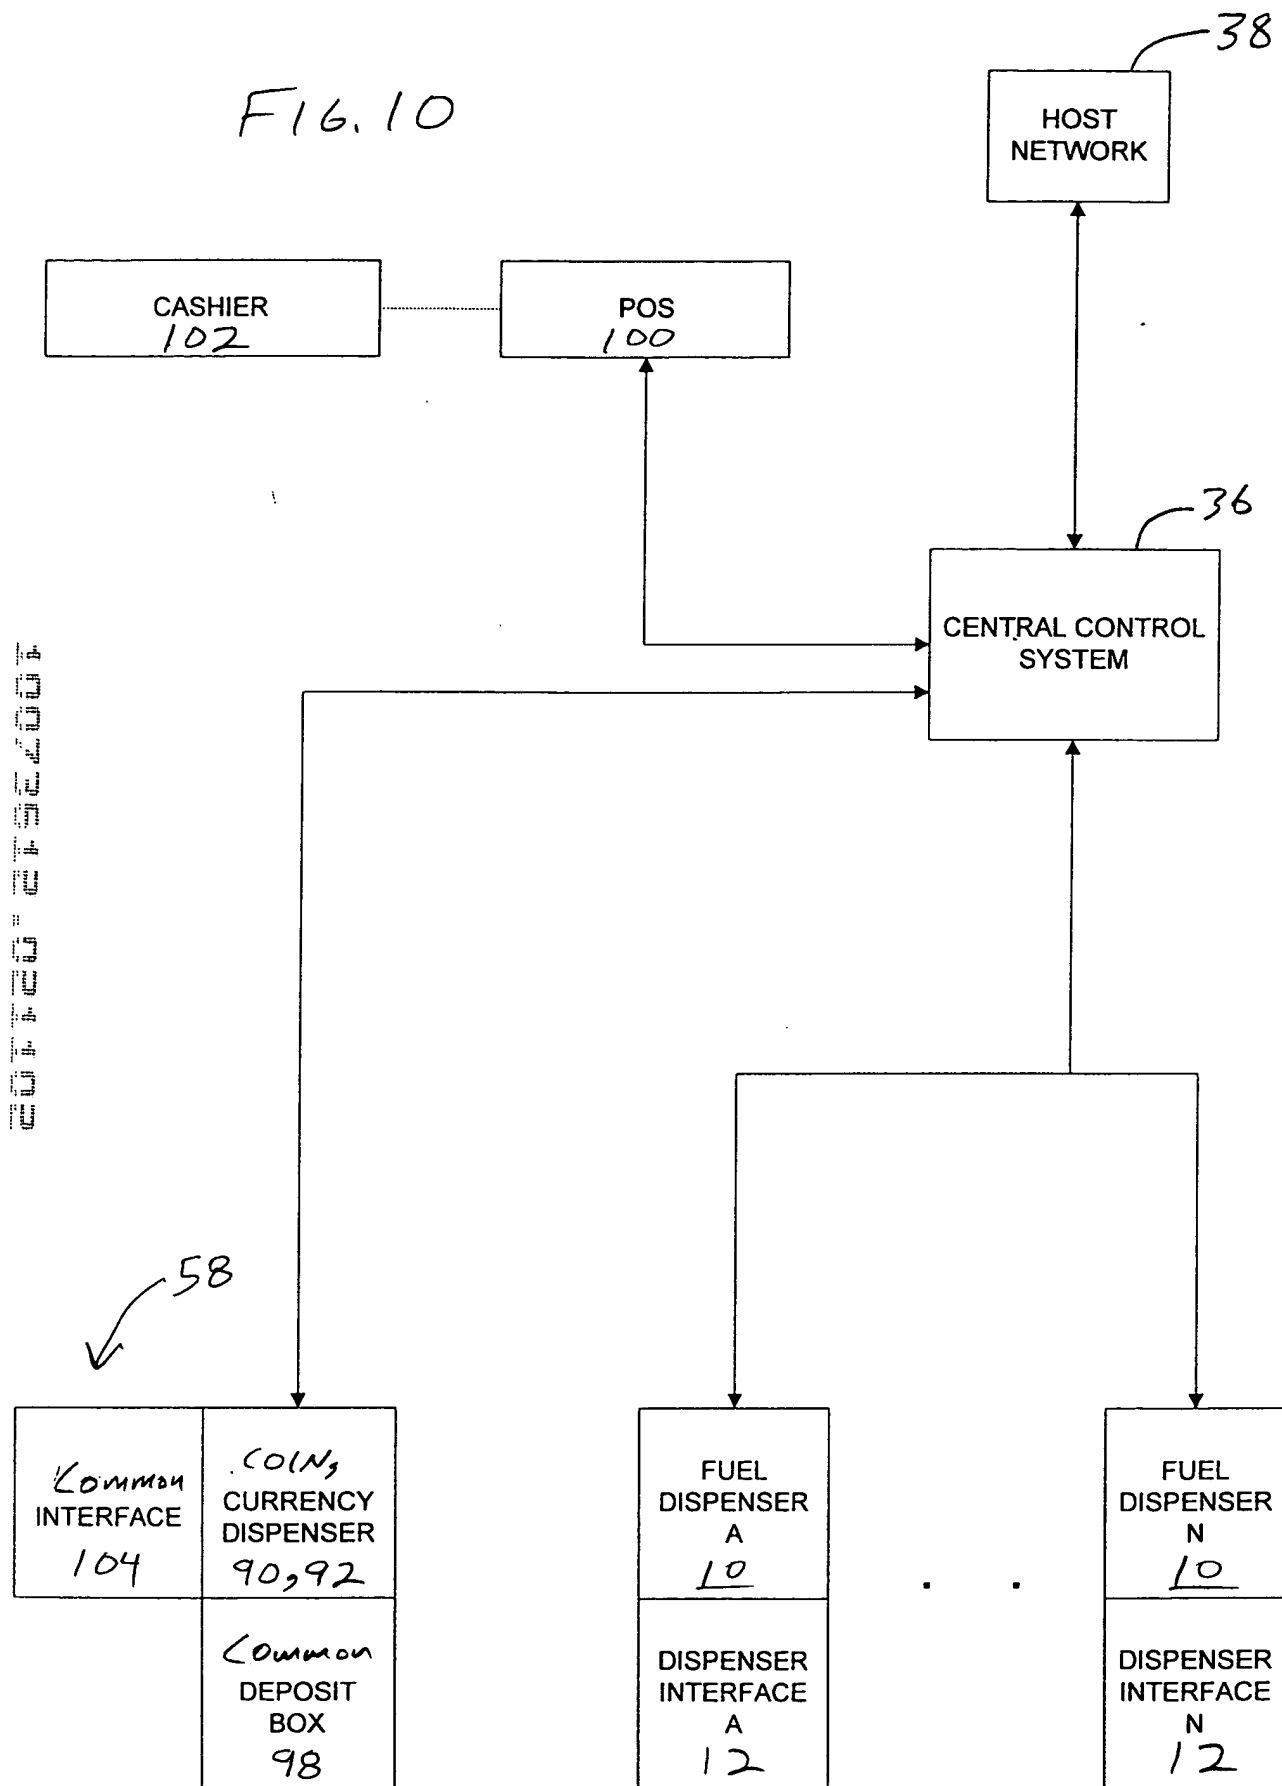 FIG. 10
38
HOST
NETWORK
CASHIER
102
POS
100
36
CENTRAL CONTROL
SYSTEM
10072512.021102
58
Common
INTERFACE
104
COIN,
CURRENCY
DISPENSER
90,92
Common
DEPOSIT
BOX
98
FUEL
DISPENSER
A
10
DISPENSER
INTERFACE
A
12
. .
FUEL
DISPENSER
N
10
DISPENSER
INTERFACE
N
12